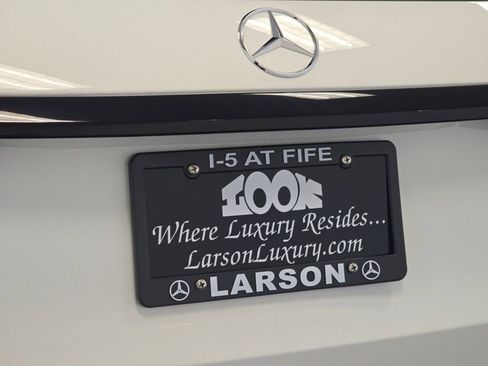 I-5 AT FIFE
LOOK
Where Luxury Resides...
LarsonLuxury.com
LARSON